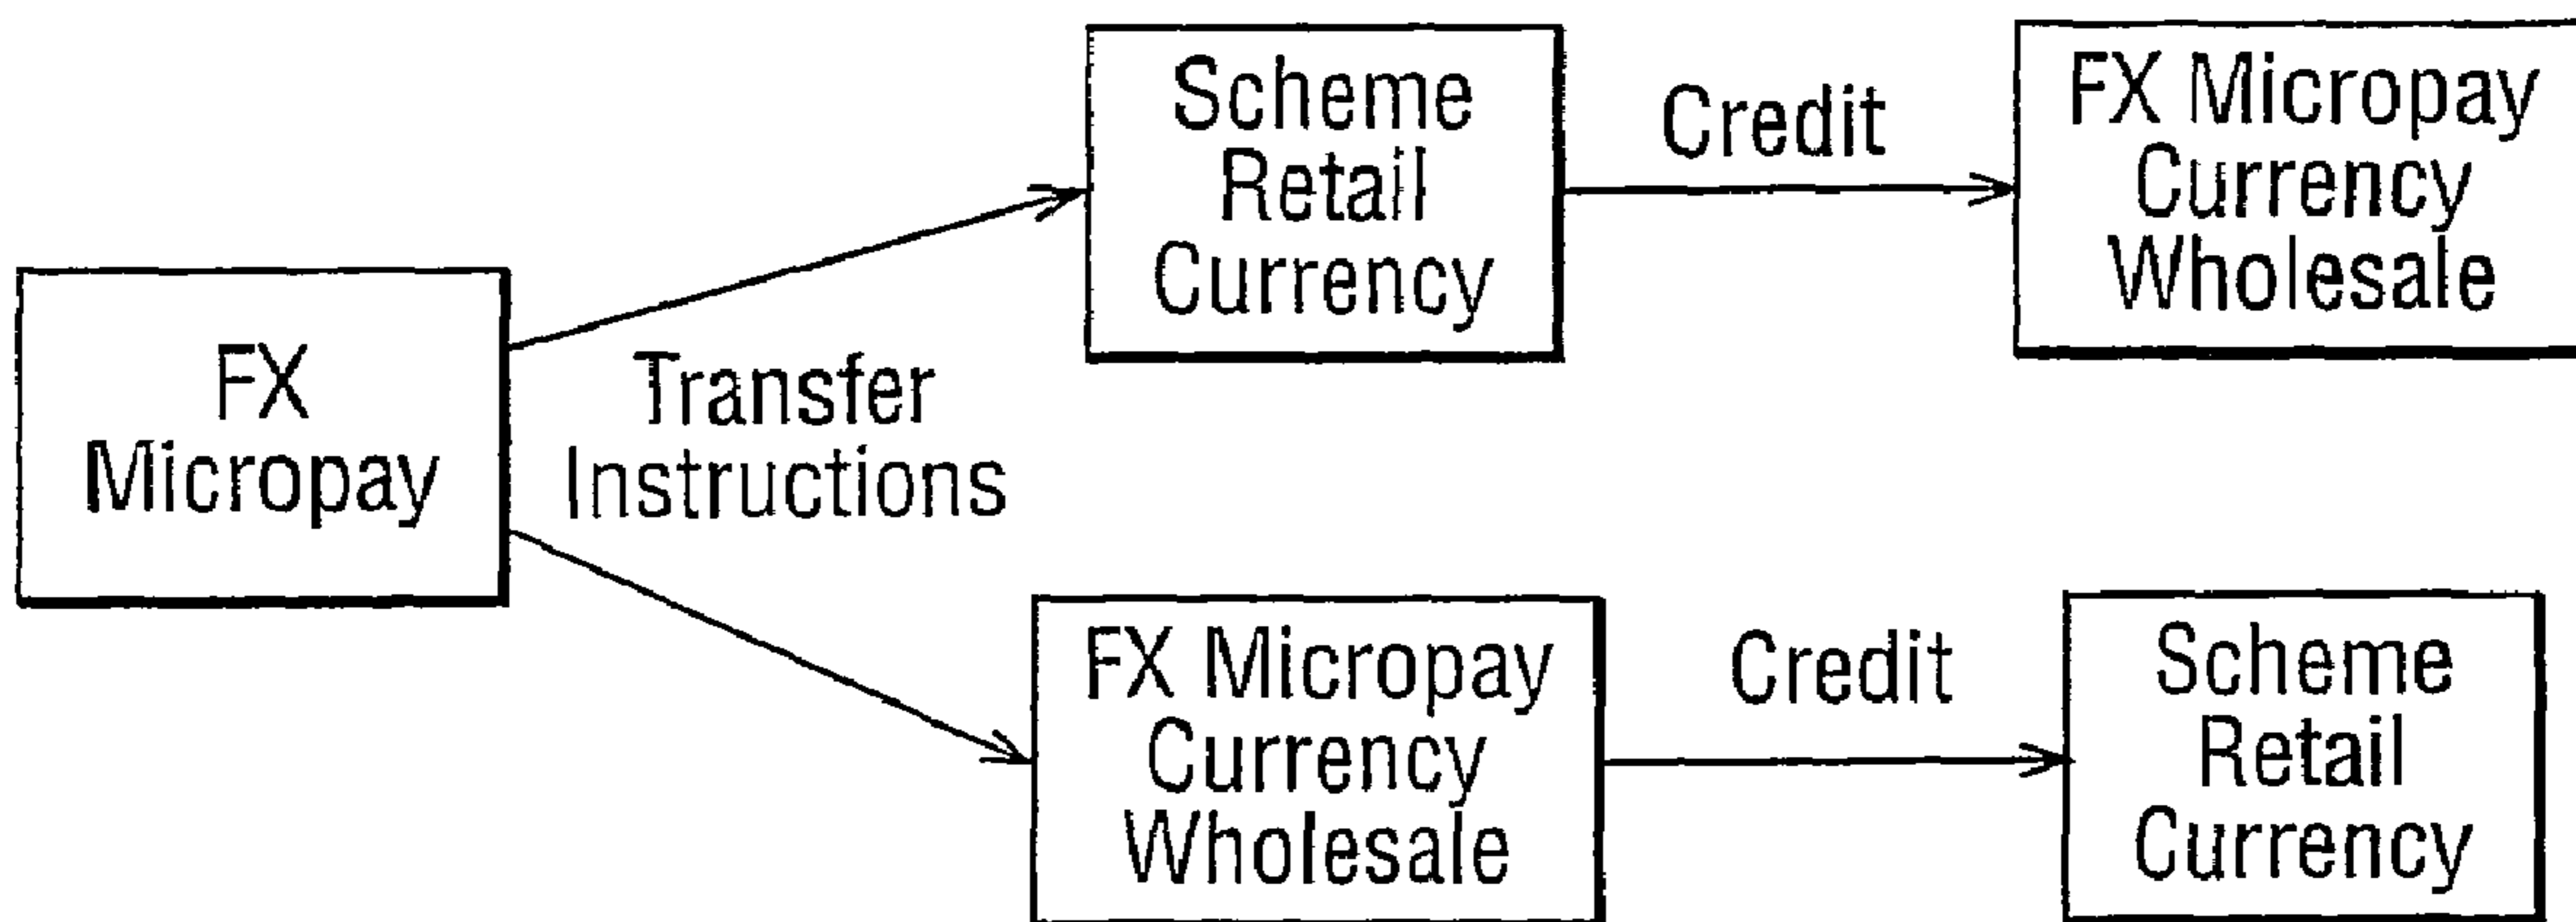 Scheme
Retail
Currency
Credit
FX Micropay
Currency
Wholesale
FX
Micropay
Transfer
Instructions
FX Micropay
Currency
Wholesale
Credit
Scheme
Retail
Currency